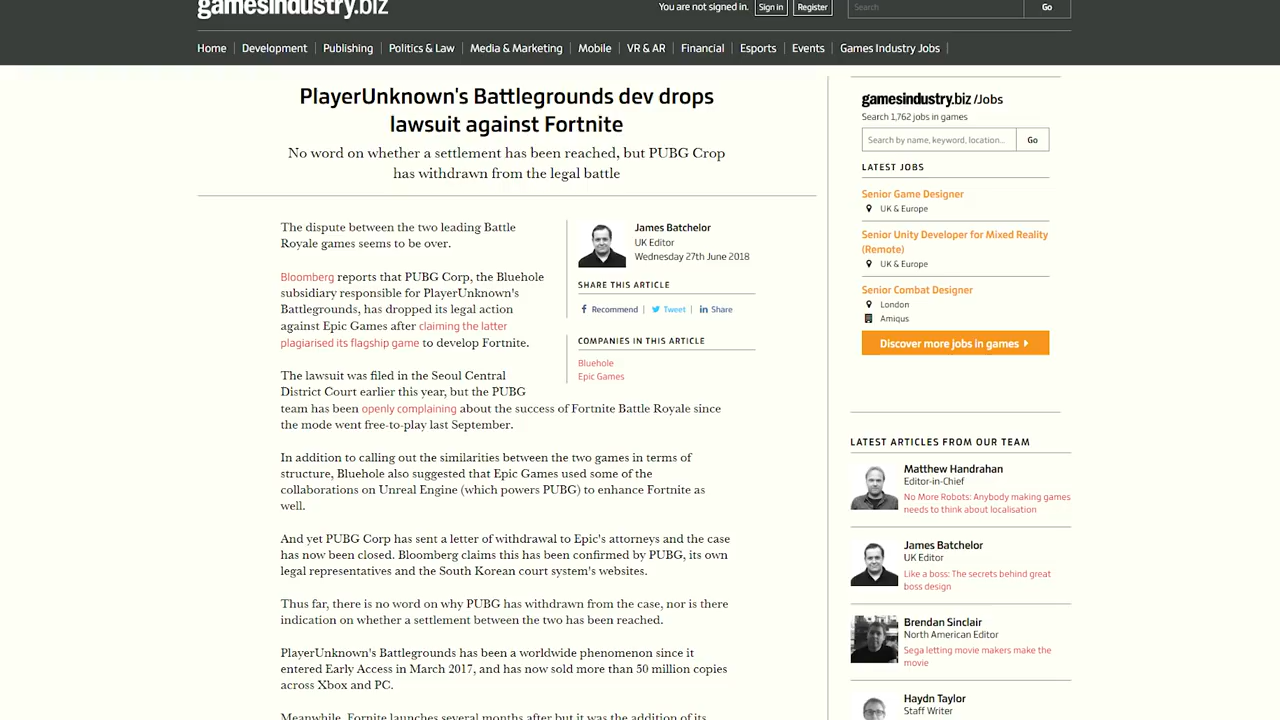 gamesindustry.biz
You are not signed in.
Sign in
Register
Search
Go
Home
Development
Publishing
Politics & Law
Media & Marketing
Mobile
VR & AR
Financial
Esports
Events
Games Industry Jobs
PlayerUnknown's Battlegrounds dev drops
lawsuit against Fortnite
No word on whether a settlement has been reached, but PUBG Crop
has withdrawn from the legal battle
The dispute between the two leading Battle
Royale games seems to be over.
Bloomberg reports that PUBG Corp, the Bluehole
subsidiary responsible for PlayerUnknown's
Battlegrounds, has dropped its legal action
against Epic Games after claiming the latter
plagiarised its flagship game to develop Fortnite.
The lawsuit was filed in the Seoul Central
District Court earlier this year, but the PUBG
team has been openly complaining about the success of Fortnite Battle Royale since
the mode went free-to-play last September.
In addition to calling out the similarities between the two games in terms of
structure, Bluehole also suggested that Epic Games used some of the
collaborations on Unreal Engine (which powers PUBG) to enhance Fortnite as
well.
And yet PUBG Corp has sent a letter of withdrawal to Epic's attorneys and the case
has now been closed. Bloomberg claims this has been confirmed by PUBG, its own
legal representatives and the South Korean court system's websites.
Thus far, there is no word on why PUBG has withdrawn from the case, nor is there
indication on whether a settlement between the two has been reached.
PlayerUnknown's Battlegrounds has been a worldwide phenomenon since it
entered Early Access in March 2017, and has now sold more than 50 million copies
across Xbox and PC.
Meanwhile, Fornite launches several months after but it was the addition of its
James Batchelor
UK Editor
Wednesday 27th June 2018
SHARE THIS ARTICLE
Recommend
Tweet
Share
COMPANIES IN THIS ARTICLE
Bluehole
Epic Games
gamesindustry.biz /Jobs
Search 1,762 jobs in games
Search by name, keyword, location...
Go
LATEST JOBS
Senior Game Designer
UK & Europe
Senior Unity Developer for Mixed Reality
(Remote)
UK & Europe
Senior Combat Designer
London
Amiqus
Discover more jobs in games
LATEST ARTICLES FROM OUR TEAM
Matthew Handrahan
Editor-in-Chief
No More Robots: Anybody making games
needs to think about localisation
James Batchelor
UK Editor
Like a boss: The secrets behind great
boss design
Brendan Sinclair
North American Editor
Sega letting movie makers make the
movie
Haydn Taylor
Staff Writer